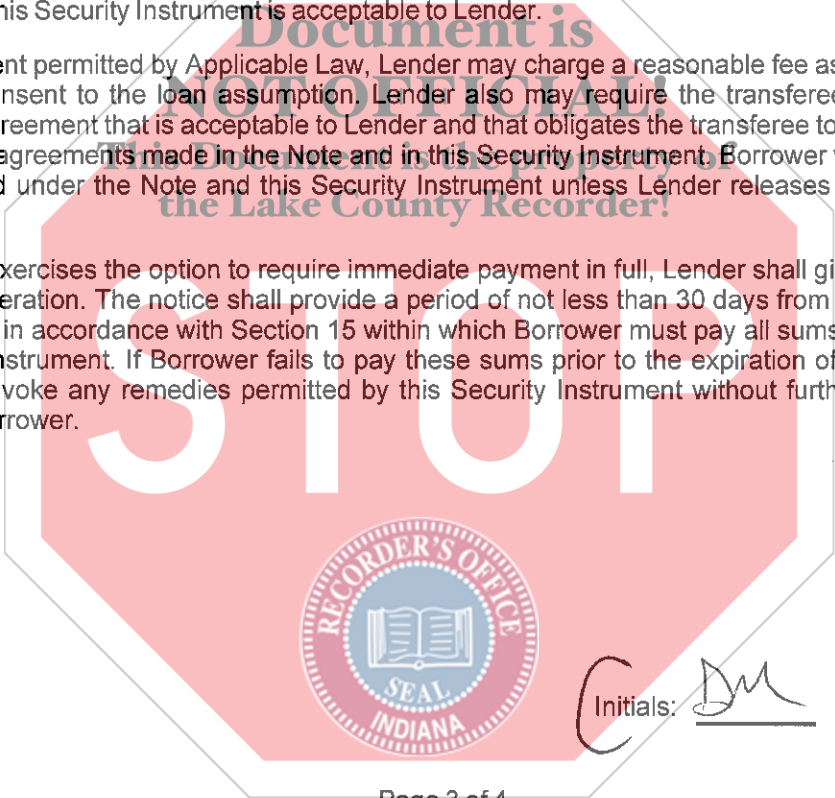 his Security Instrument is acceptable to Lender.
Document is
ent permitted by Applicable Law, Lender may charge a reasonable fee as
NOT OFFICIAL!
nsent to the loan assumption. Lender also may require the transferee
reement that is acceptable to Lender and that obligates the transferee to
This Document is the property of
agreements made in the Note and in this Security Instrument. Borrower
d under the Note and this Security Instrument unless Lender releases
the Lake County Recorder!
xercises the option to require immediate payment in full, Lender shall gi
eration. The notice shall provide a period of not less than 30 days from
in accordance with Section 15 within which Borrower must pay all sums
nstrument. If Borrower fails to pay these sums prior to the expiration of
voke any remedies permitted by this Security Instrument without furth
rrower.
STOP
RECORDER'S OFFICE
SEAL
INDIANA
Initials: DM